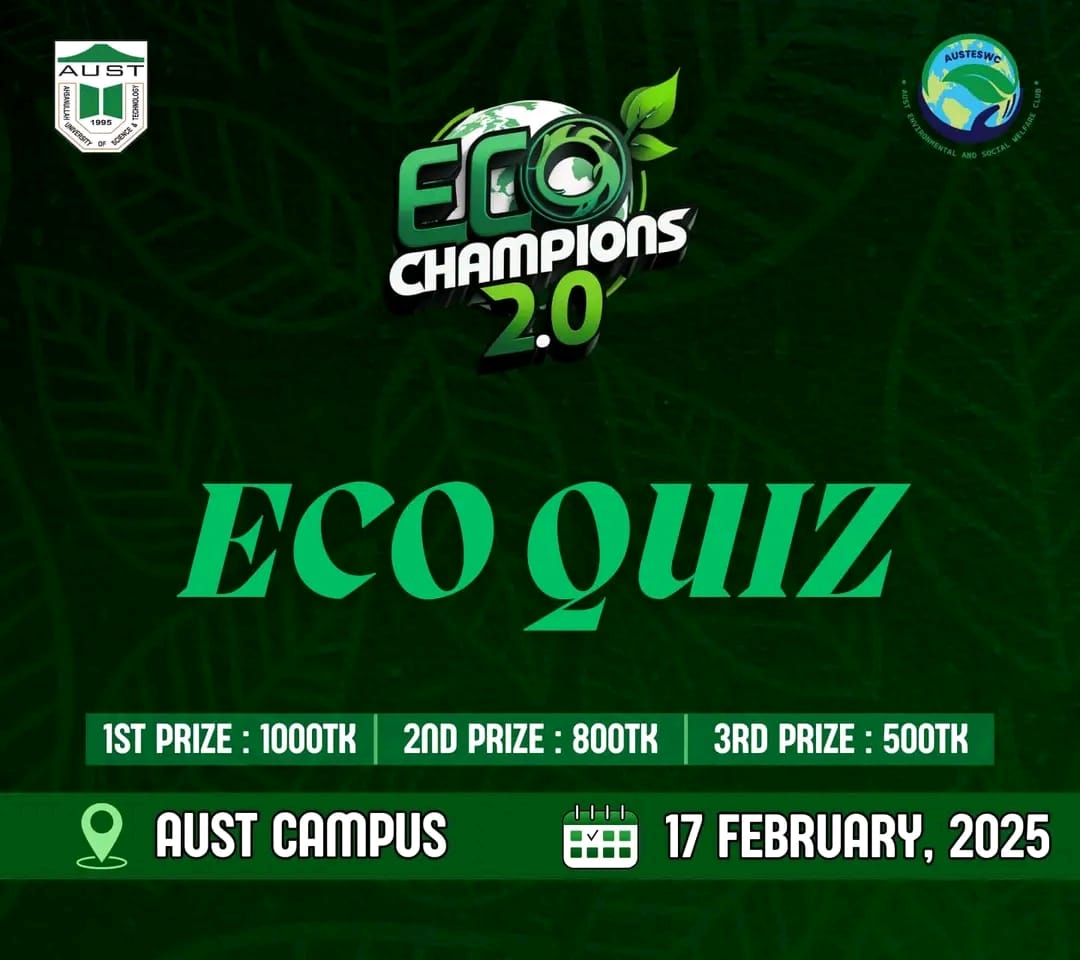 AUST
AHSANULLAH UNIVERSITY OF SCIENCE & TECHNOLOGY
1995
AUSTESWC
AUST ENVIRONMENTAL AND SOCIAL WELFARE CLUB
ECO
CHAMPIONS
2.0
ECO QUIZ
1ST PRIZE : 1000TK
2ND PRIZE : 800TK
3RD PRIZE : 500TK
AUST CAMPUS
17 FEBRUARY, 2025